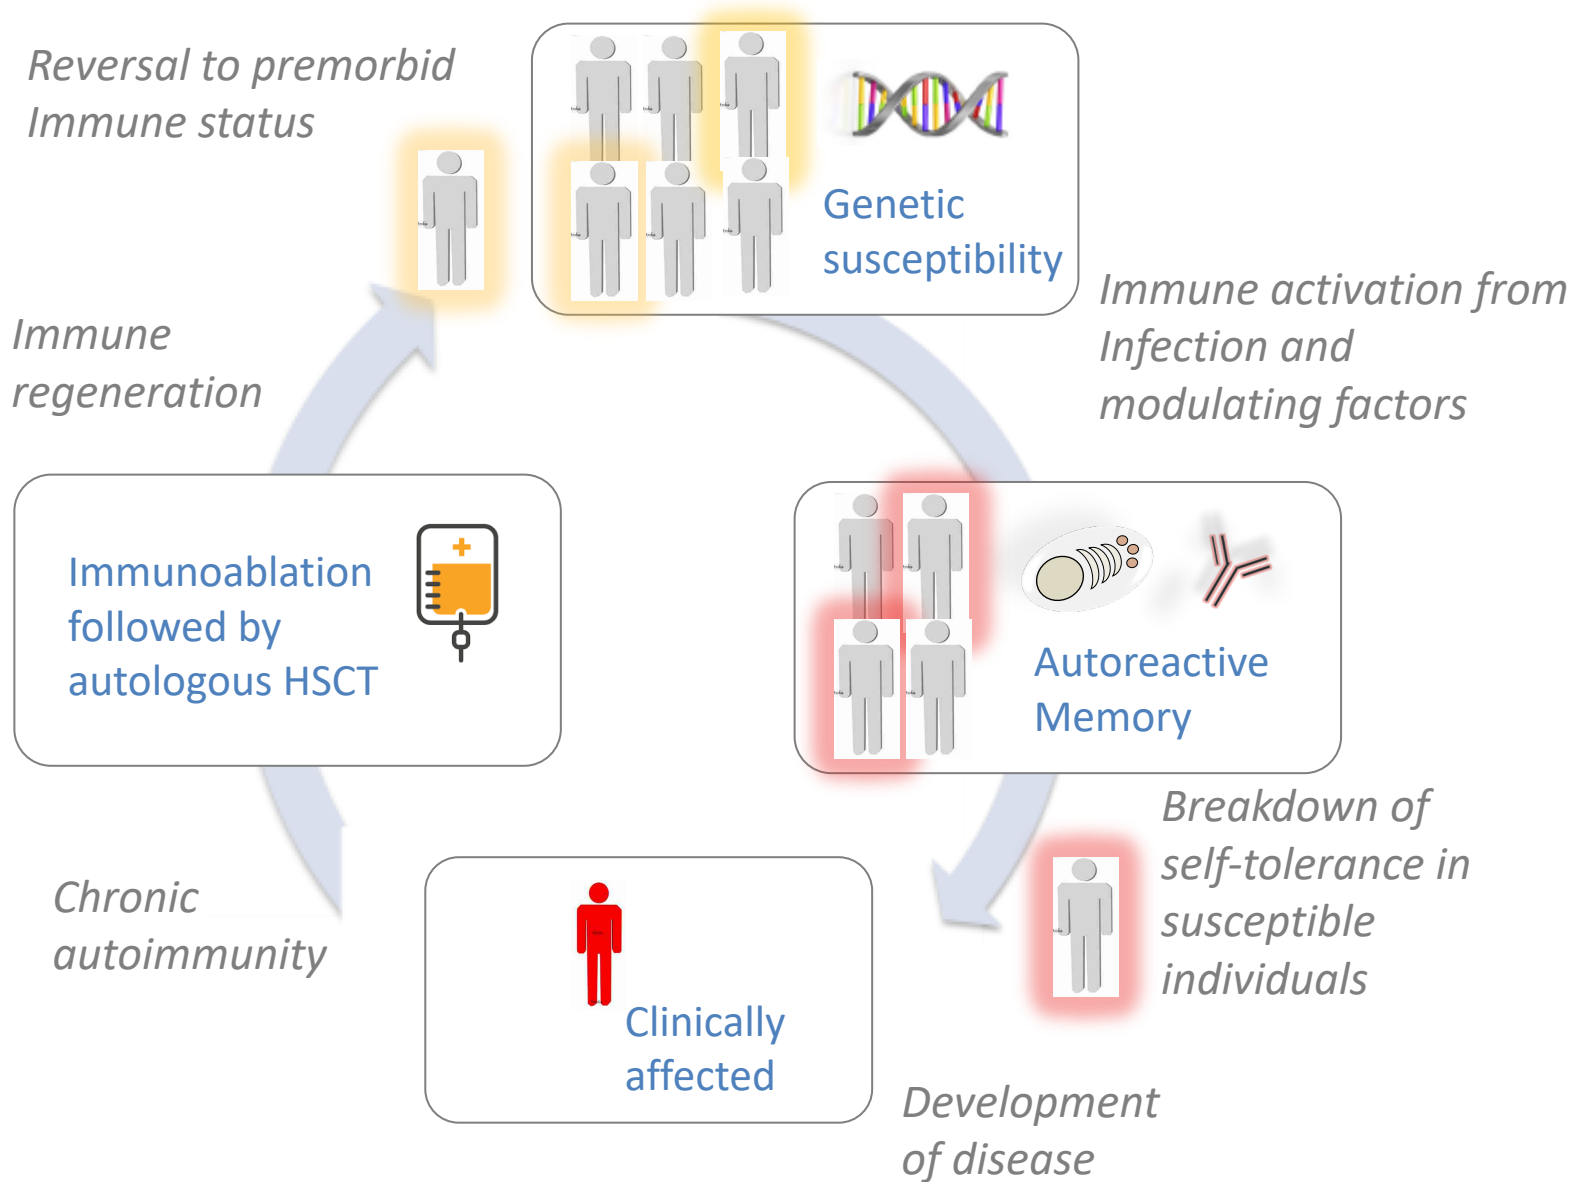 Reversal to premorbid
Immune status
Genetic
susceptibility
Immune activation from
Infection and
modulating factors
Immune
regeneration
Immunoablation
followed by
autologous HSCT
Autoreactive
Memory
Breakdown of
self-tolerance in
susceptible
individuals
Chronic
autoimmunity
Clinically
affected
Development
of disease